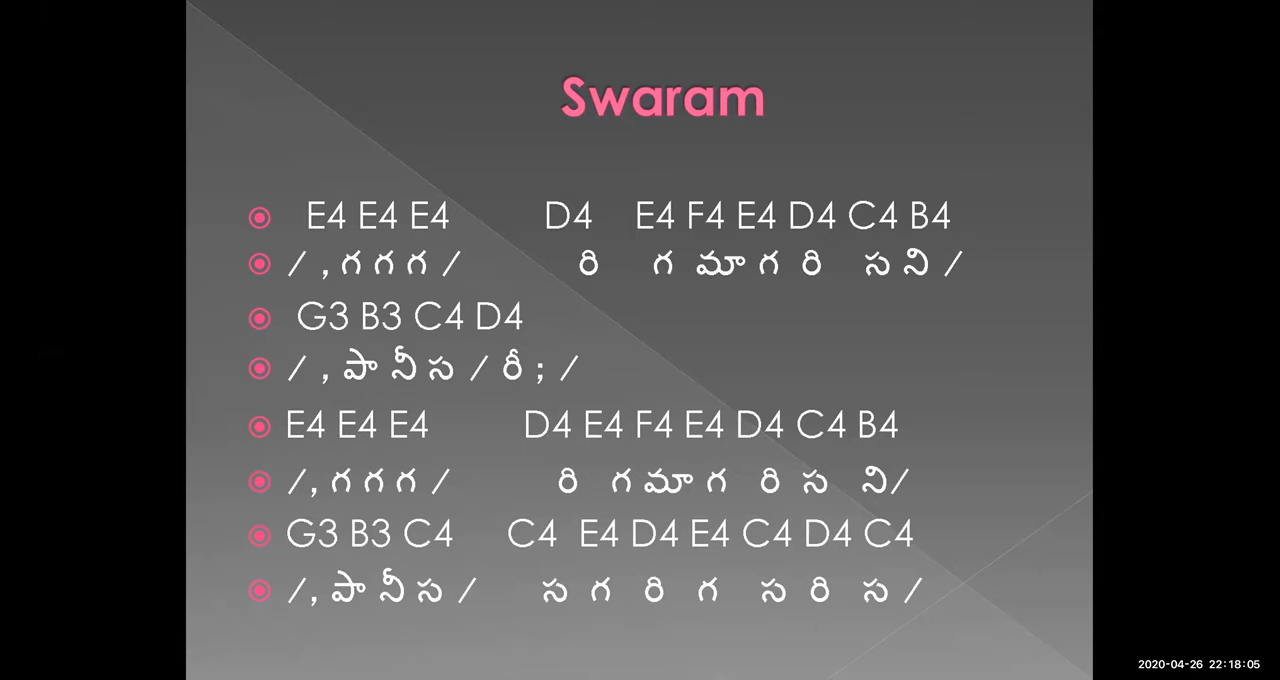 Swaram
E4 E4 E4 D4 E4 F4 E4 D4 C4 B4
/ , గ గ గ / రి గ మా గ రి స ని /
G3 B3 C4 D4
/ , పా నీ స / రీ ; /
E4 E4 E4 D4 E4 F4 E4 D4 C4 B4
/, గ గ గ / రి గ మా గ రి స ని/
G3 B3 C4 C4 E4 D4 E4 C4 D4 C4
/, పా నీ స / స గ రి గ స రి స /
2020-04-26 22:18:05